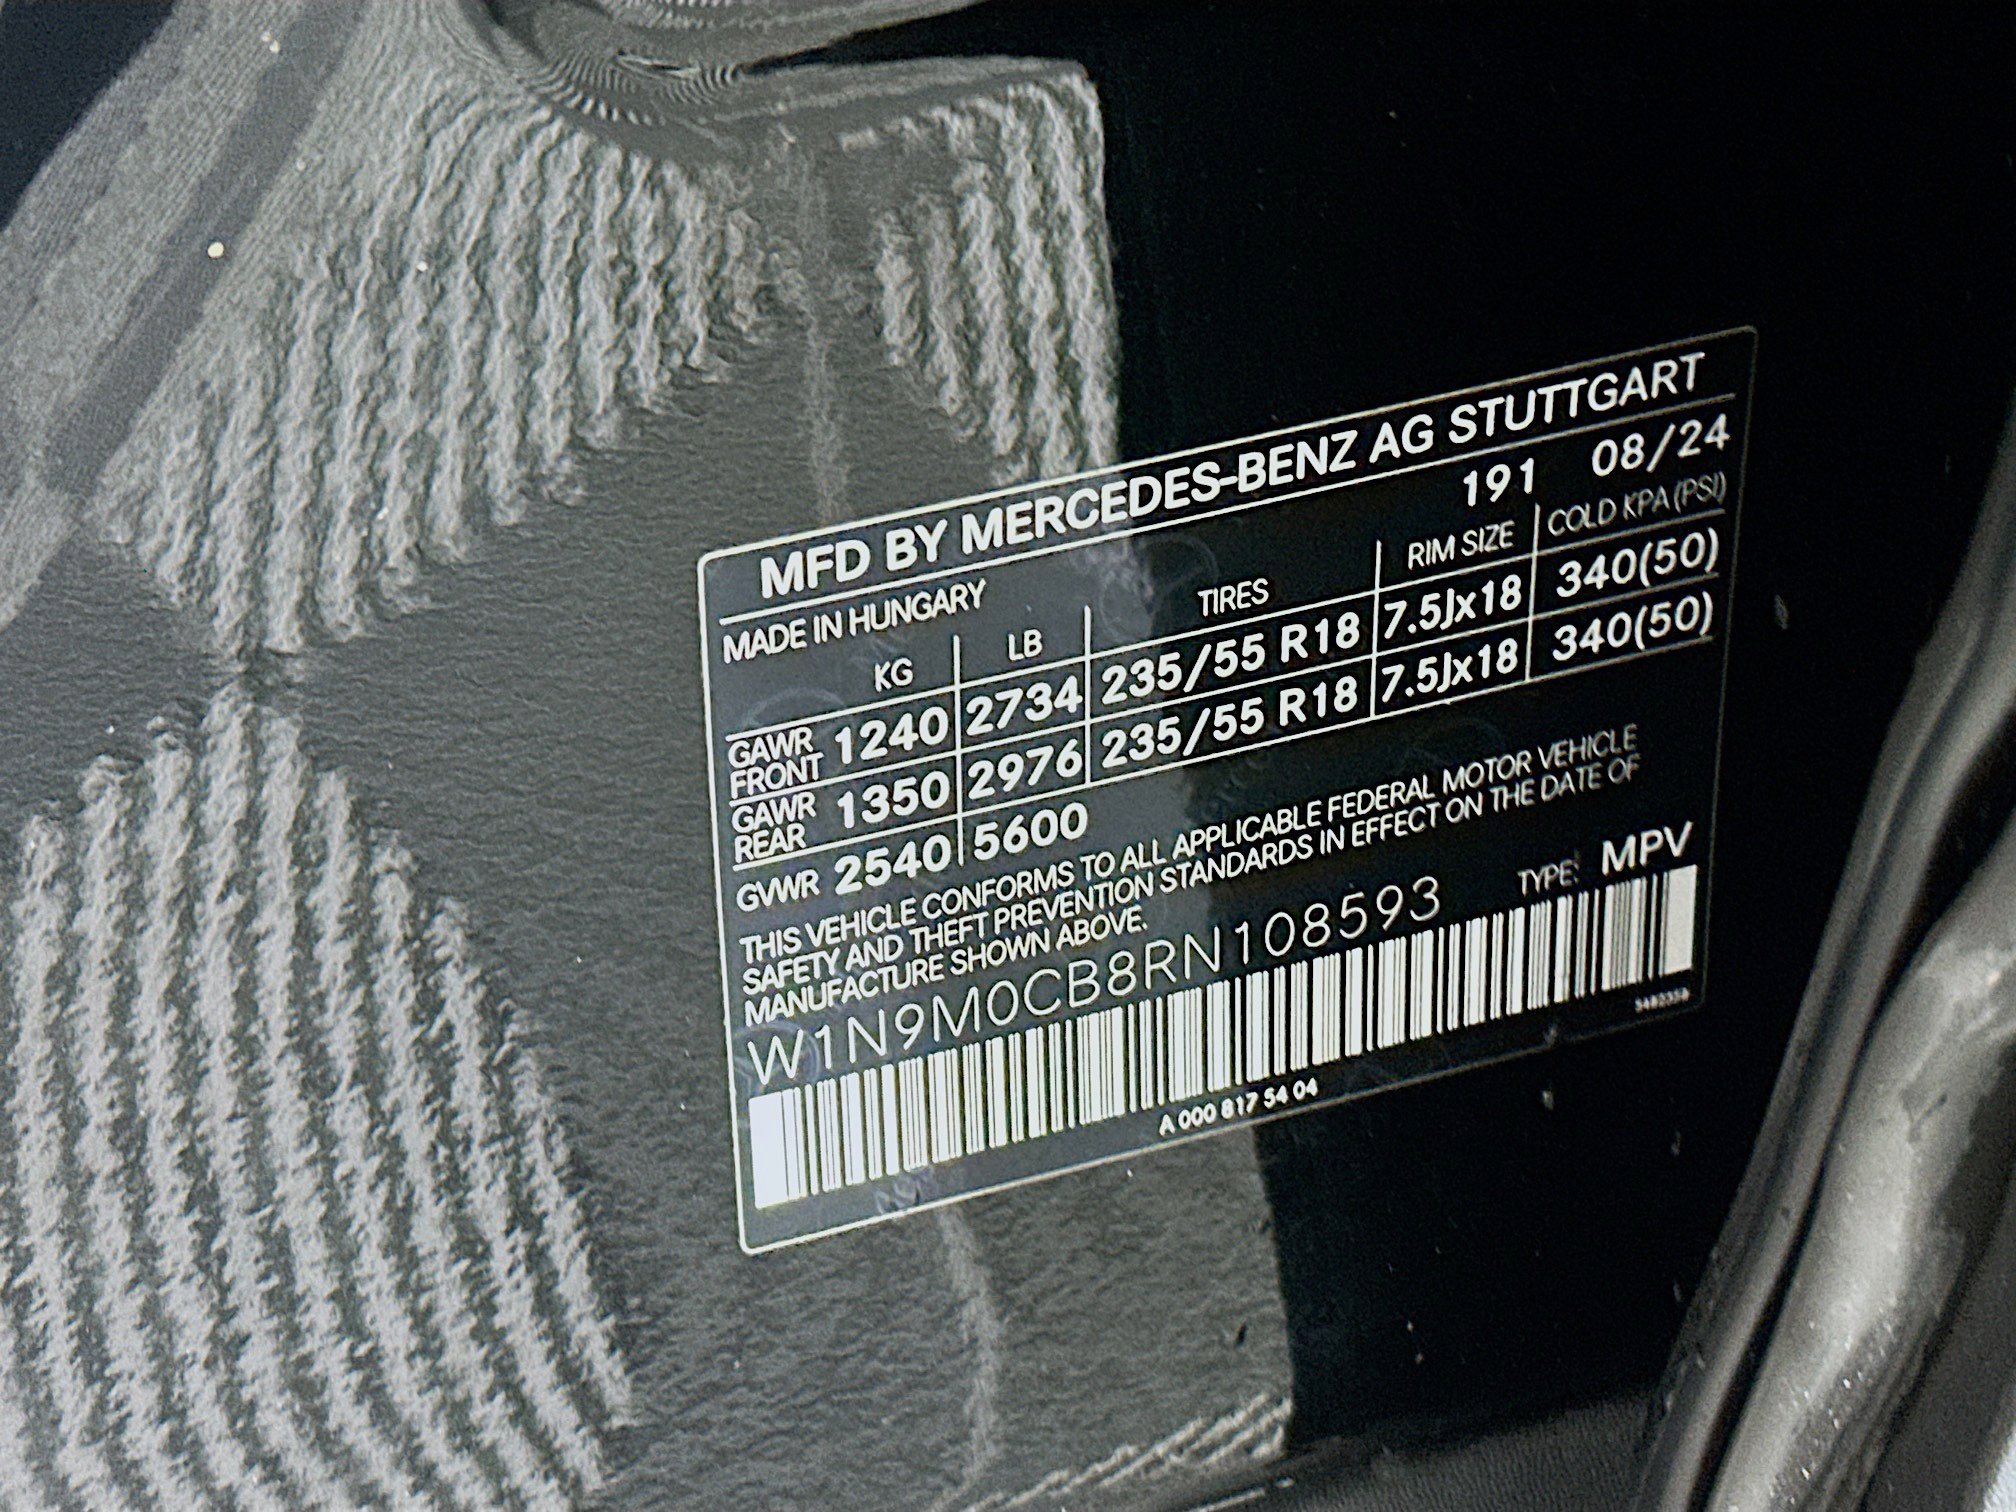 MFD BY MERCEDES-BENZ AG STUTTGART
MADE IN HUNGARY 191 08/24
KG LB TIRES RIM SIZE COLD KPA (PSI)
GAWR FRONT 1240 2734 235/55 R18 7.5Jx18 340(50)
GAWR REAR 1350 2976 235/55 R18 7.5Jx18 340(50)
GVWR 2540 5600
THIS VEHICLE CONFORMS TO ALL APPLICABLE FEDERAL MOTOR VEHICLE
SAFETY AND THEFT PREVENTION STANDARDS IN EFFECT ON THE DATE OF
MANUFACTURE SHOWN ABOVE.
TYPE: MPV
W1N9M0CB8RN108593
A 000 817 54 04